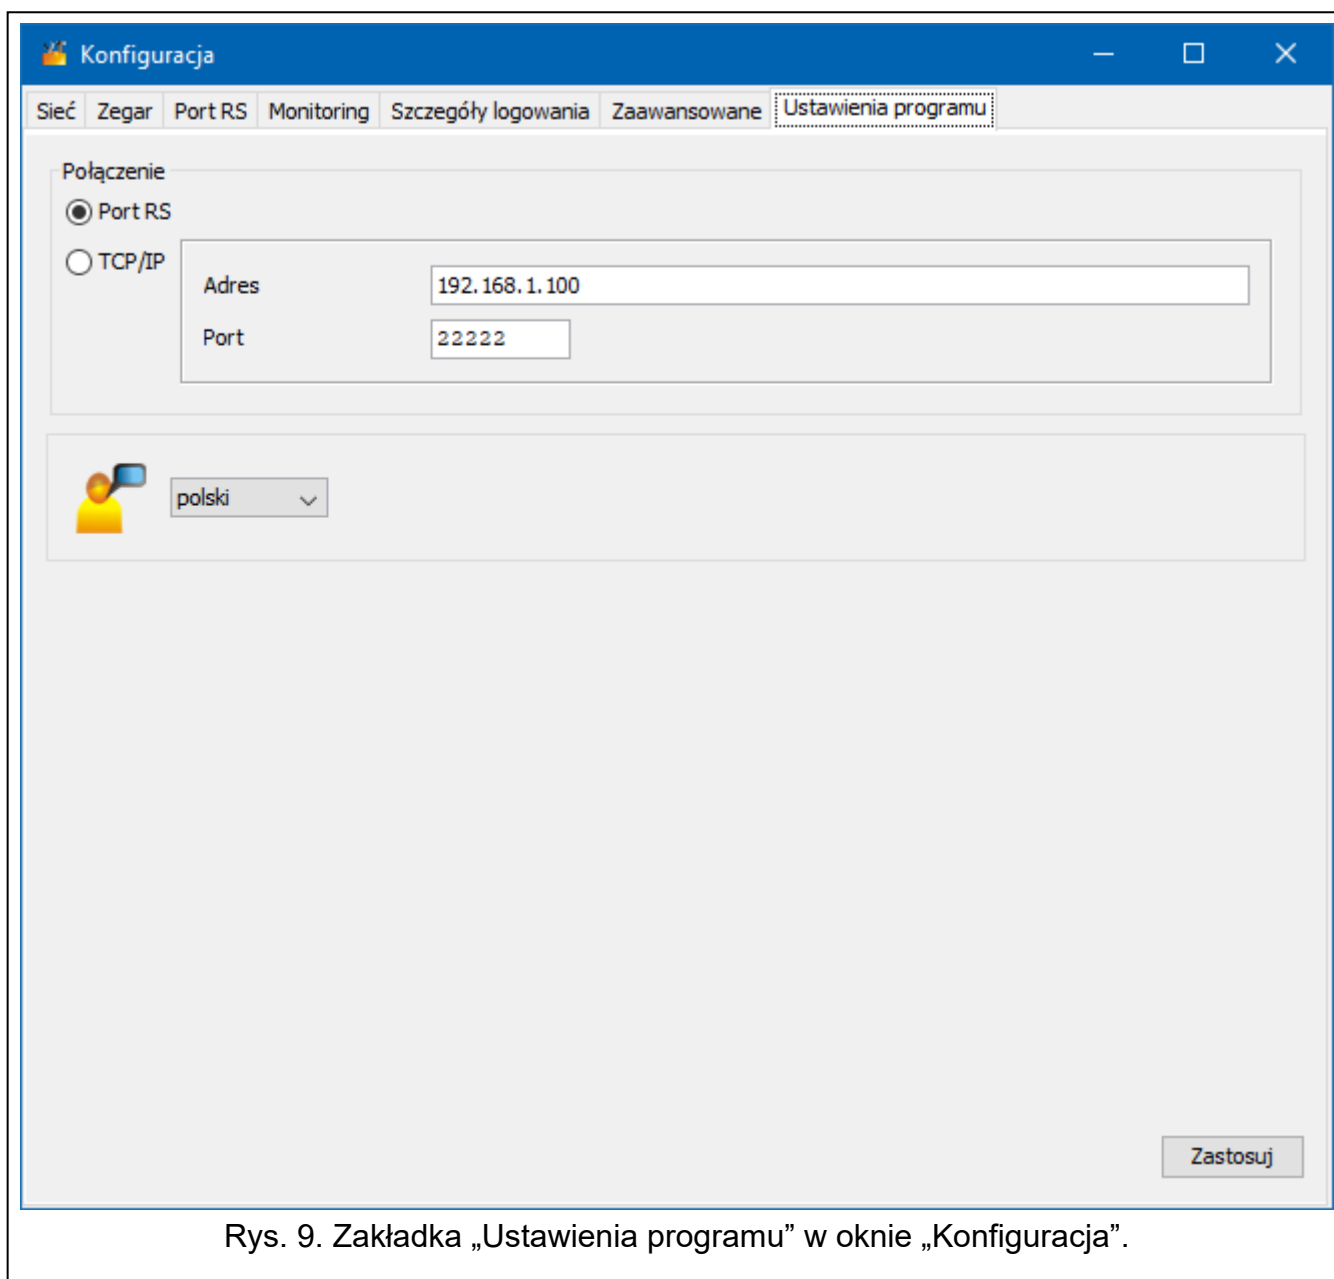 Konfiguracja
Sieć Zegar Port RS Monitoring Szczegóły logowania Zaawansowane Ustawienia programu
Połączenie
Port RS
TCP/IP
Adres 192.168.1.100
Port 22222
polski
Zastosuj
Rys. 9. Zakładka „Ustawienia programu” w oknie „Konfiguracja”.